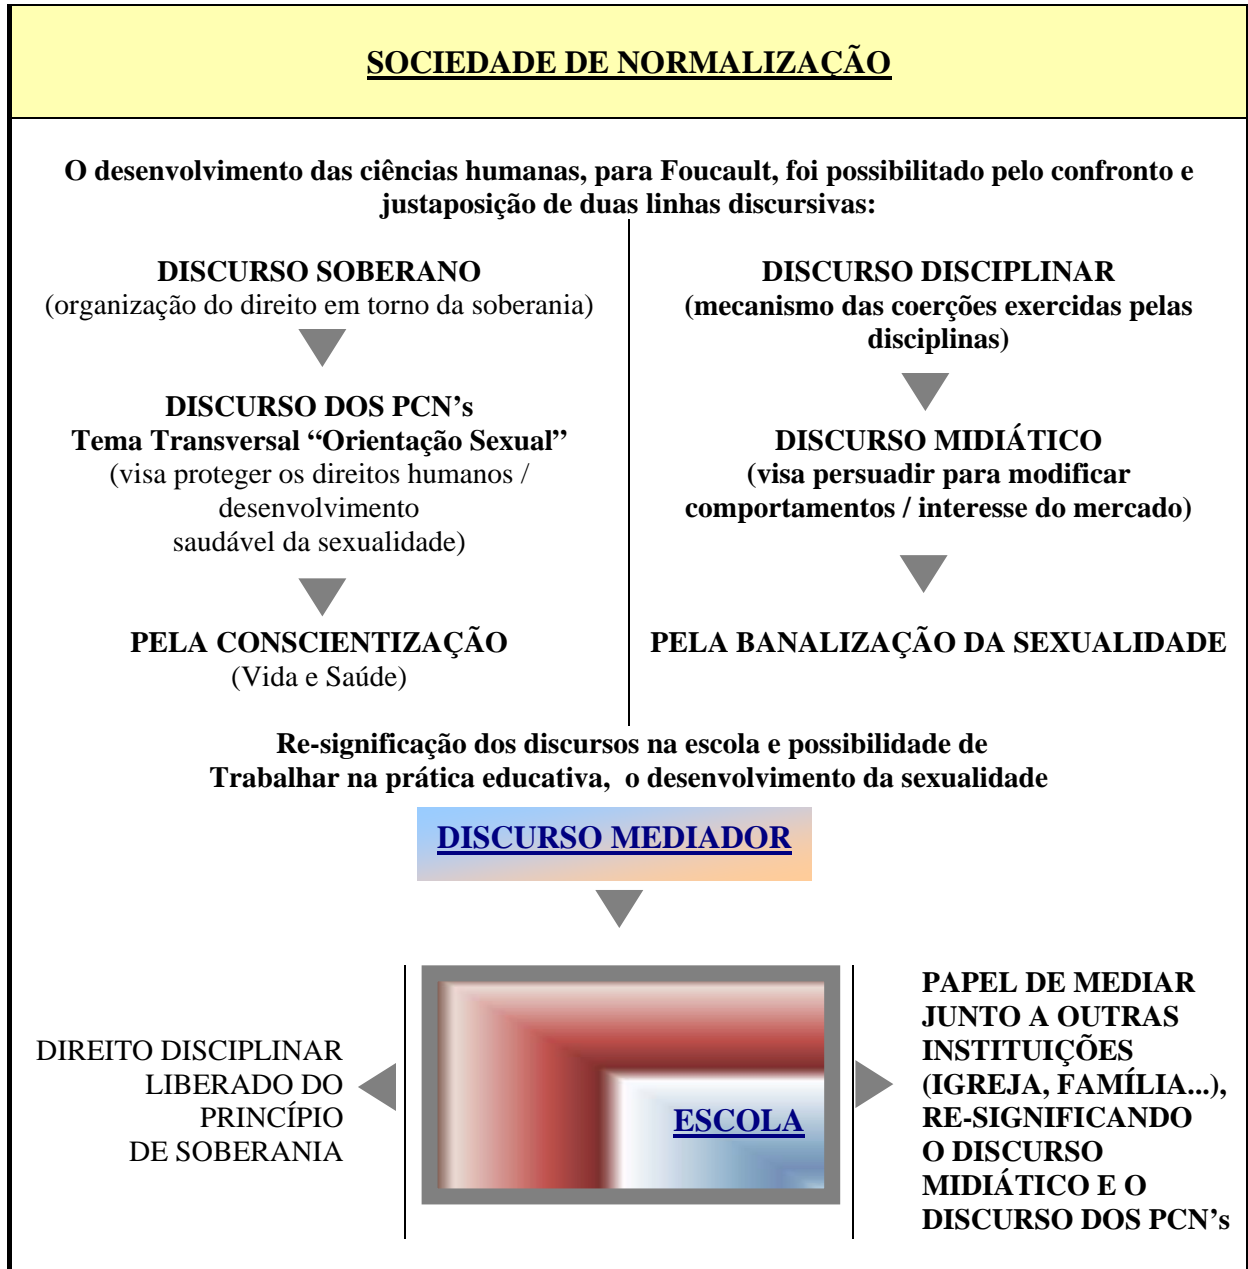 SOCIEDADE DE NORMALIZAÇÃO
O desenvolvimento das ciências humanas, para Foucault, foi possibilitado pelo confronto e
justaposição de duas linhas discursivas:
DISCURSO SOBERANO
(organização do direito em torno da soberania)
DISCURSO DOS PCN’s
Tema Transversal “Orientação Sexual”
(visa proteger os direitos humanos /
desenvolvimento
saudável da sexualidade)
PELA CONSCIENTIZAÇÃO
(Vida e Saúde)
DISCURSO DISCIPLINAR
(mecanismo das coerções exercidas pelas
disciplinas)
DISCURSO MIDIÁTICO
(visa persuadir para modificar
comportamentos / interesse do mercado)
PELA BANALIZAÇÃO DA SEXUALIDADE
Re-significação dos discursos na escola e possibilidade de
Trabalhar na prática educativa,  o desenvolvimento da sexualidade
DISCURSO MEDIADOR
DIREITO DISCIPLINAR
LIBERADO DO
PRINCÍPIO
DE SOBERANIA
ESCOLA
PAPEL DE MEDIAR
JUNTO A OUTRAS
INSTITUIÇÕES
(IGREJA, FAMÍLIA...),
RE-SIGNIFICANDO
O DISCURSO
MIDIÁTICO E O
DISCURSO DOS PCN’s